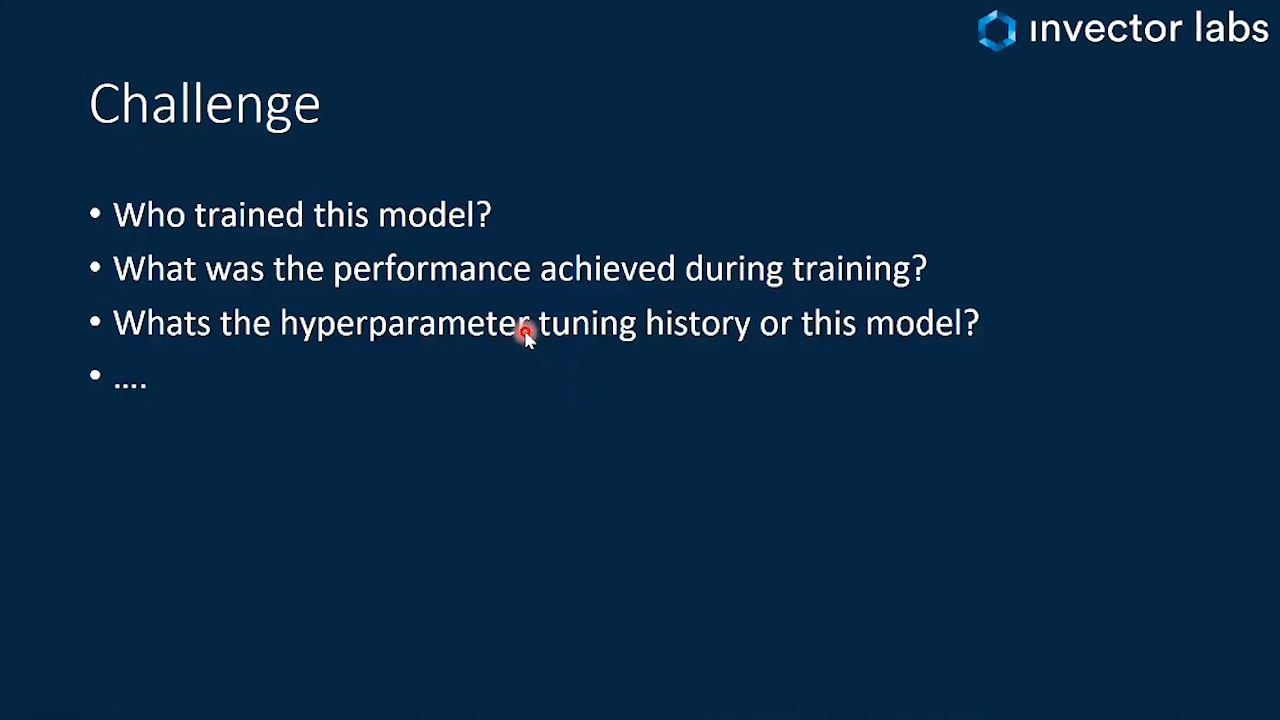 invector labs
Challenge
• Who trained this model?
• What was the performance achieved during training?
• Whats the hyperparameter tuning history or this model?
• ....